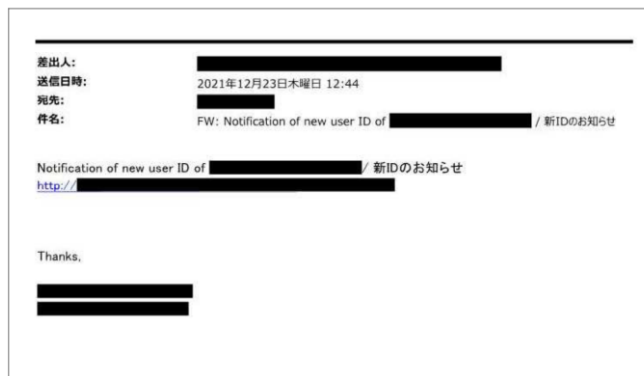 差出人:
送信日時: 2021年12月23日木曜日 12:44
宛先:
件名: FW: Notification of new user ID of / 新IDのお知らせ
Notification of new user ID of / 新IDのお知らせ
http://
Thanks,